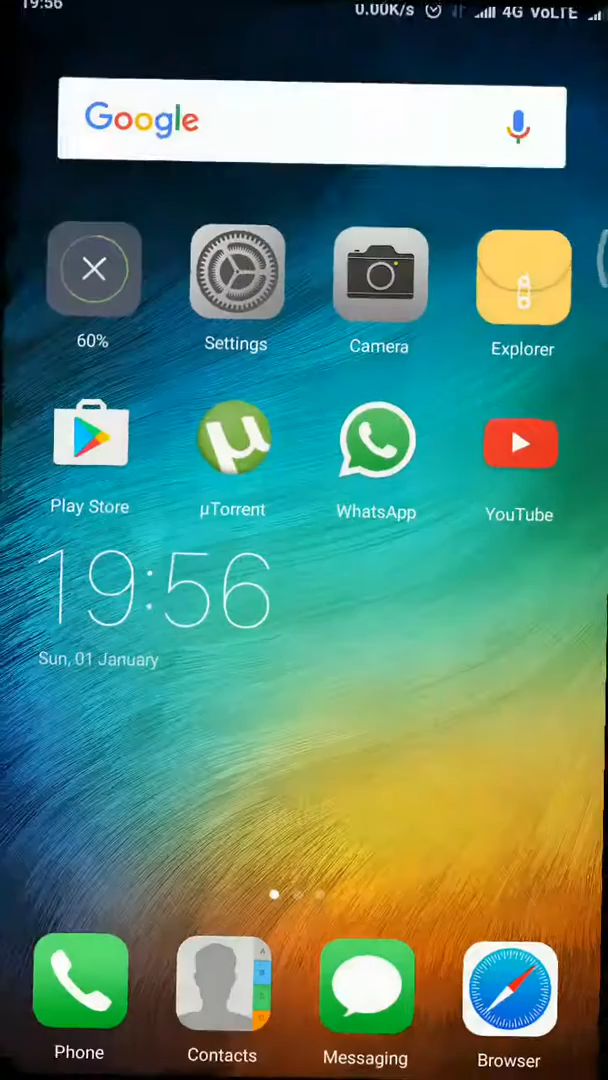 19:56 0.00K/s 4G VoLTE
Google
60% Settings Camera Explorer
Play Store µTorrent WhatsApp YouTube
19:56
Sun, 01 January
Phone Contacts Messaging Browser